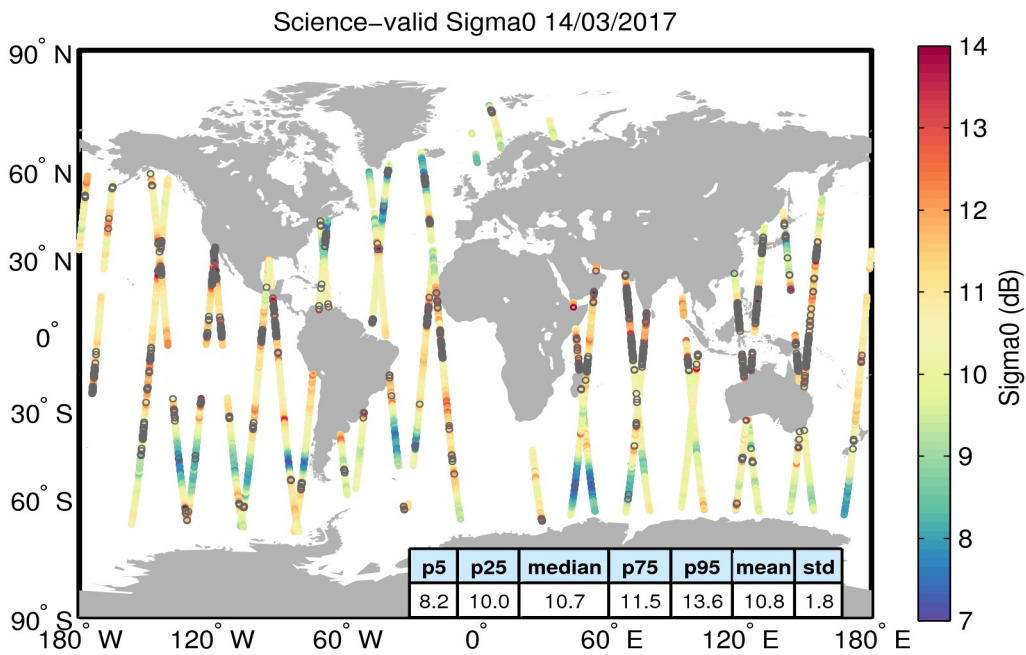 Science−valid Sigma0 14/03/2017
90° N
60° N
30° N
0°
30° S
60° S
90° S
180° W
120° W
60° W
0°
60° E
120° E
180° E
p5 p25 median p75 p95 mean std
8.2 10.0 10.7 11.5 13.6 10.8 1.8
14
13
12
11
10
9
8
7
Sigma0 (dB)